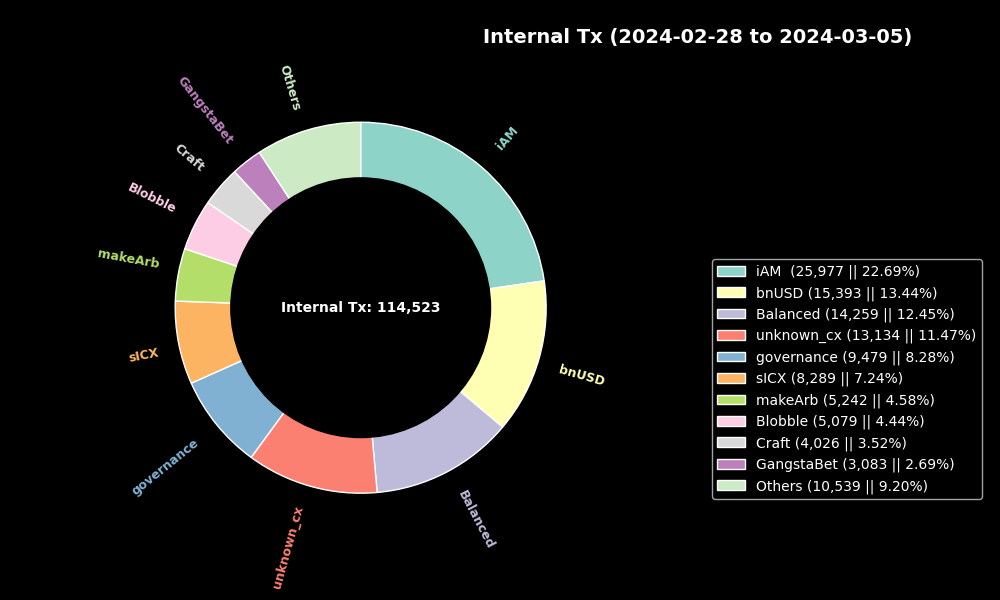 Internal Tx (2024-02-28 to 2024-03-05)
Others
GangstaBet
iAM
Craft
Blobble
makeArb
Internal Tx: 114,523
sICX
bnUSD
governance
Balanced
unknown_cx
iAM  (25,977 || 22.69%)
bnUSD (15,393 || 13.44%)
Balanced (14,259 || 12.45%)
unknown_cx (13,134 || 11.47%)
governance (9,479 || 8.28%)
sICX (8,289 || 7.24%)
makeArb (5,242 || 4.58%)
Blobble (5,079 || 4.44%)
Craft (4,026 || 3.52%)
GangstaBet (3,083 || 2.69%)
Others (10,539 || 9.20%)